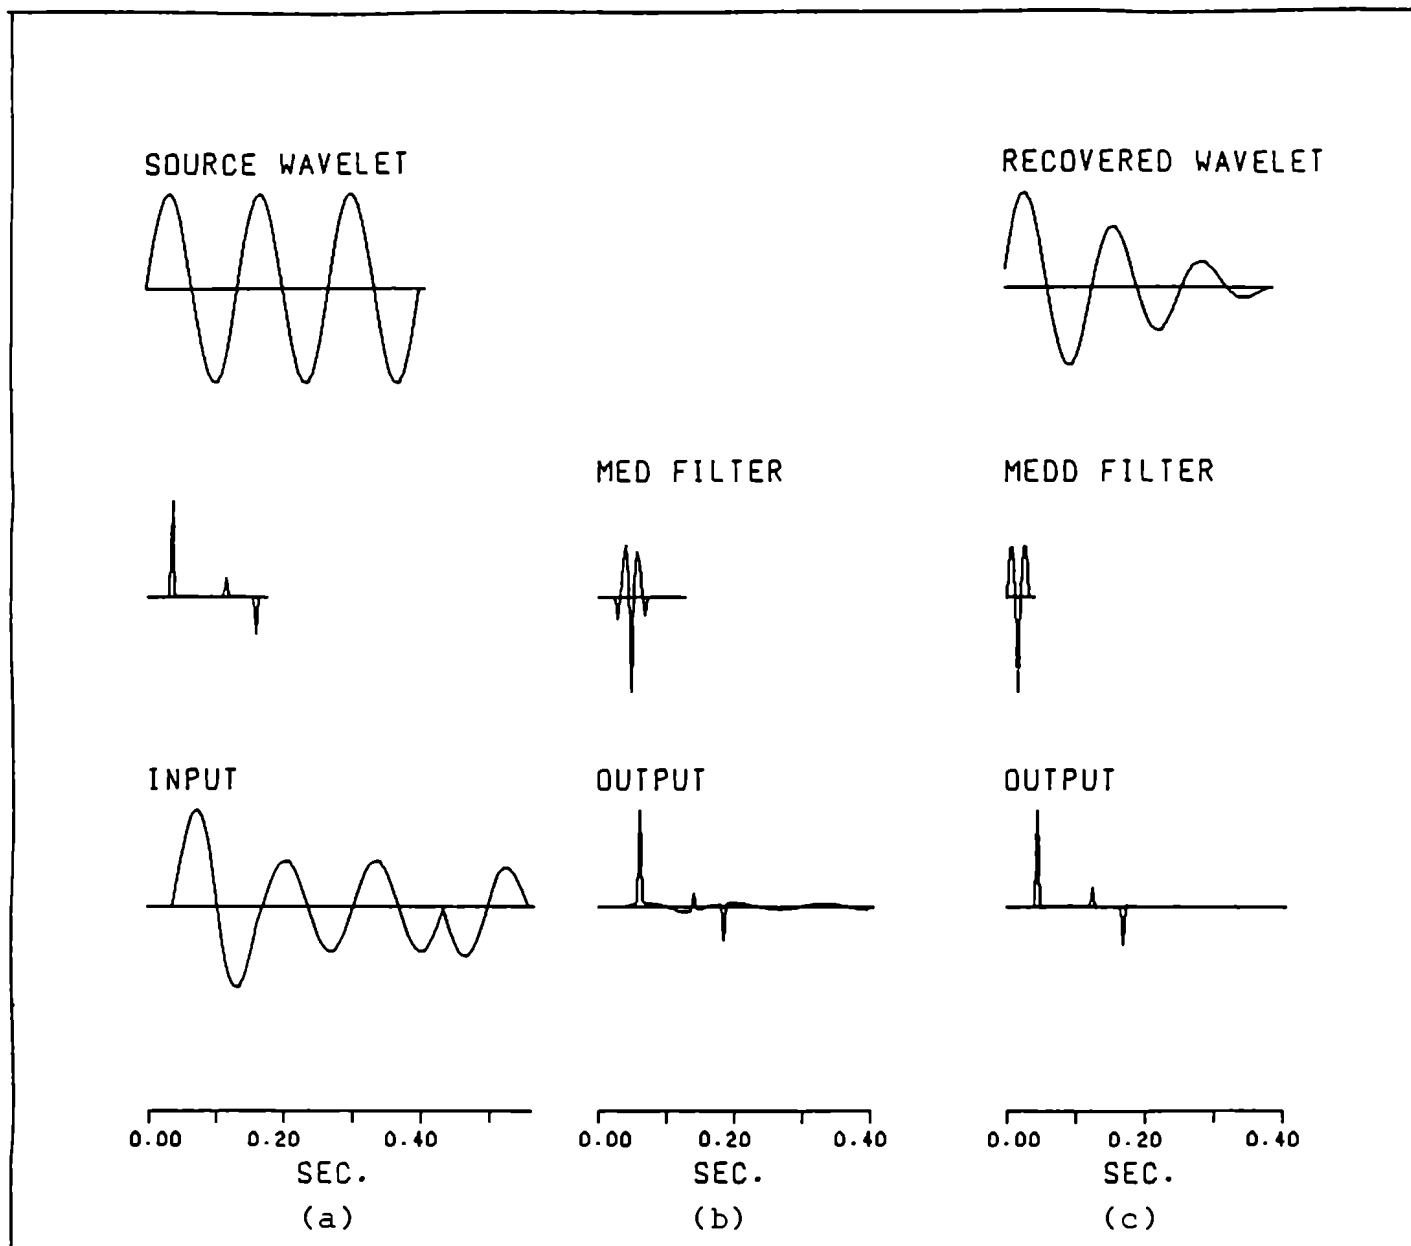 SOURCE WAVELET
RECOVERED WAVELET
MED FILTER
MEDD FILTER
INPUT
OUTPUT
OUTPUT
0.00 0.20 0.40
SEC.
(a)
0.00 0.20 0.40
SEC.
(b)
0.00 0.20 0.40
SEC.
(c)